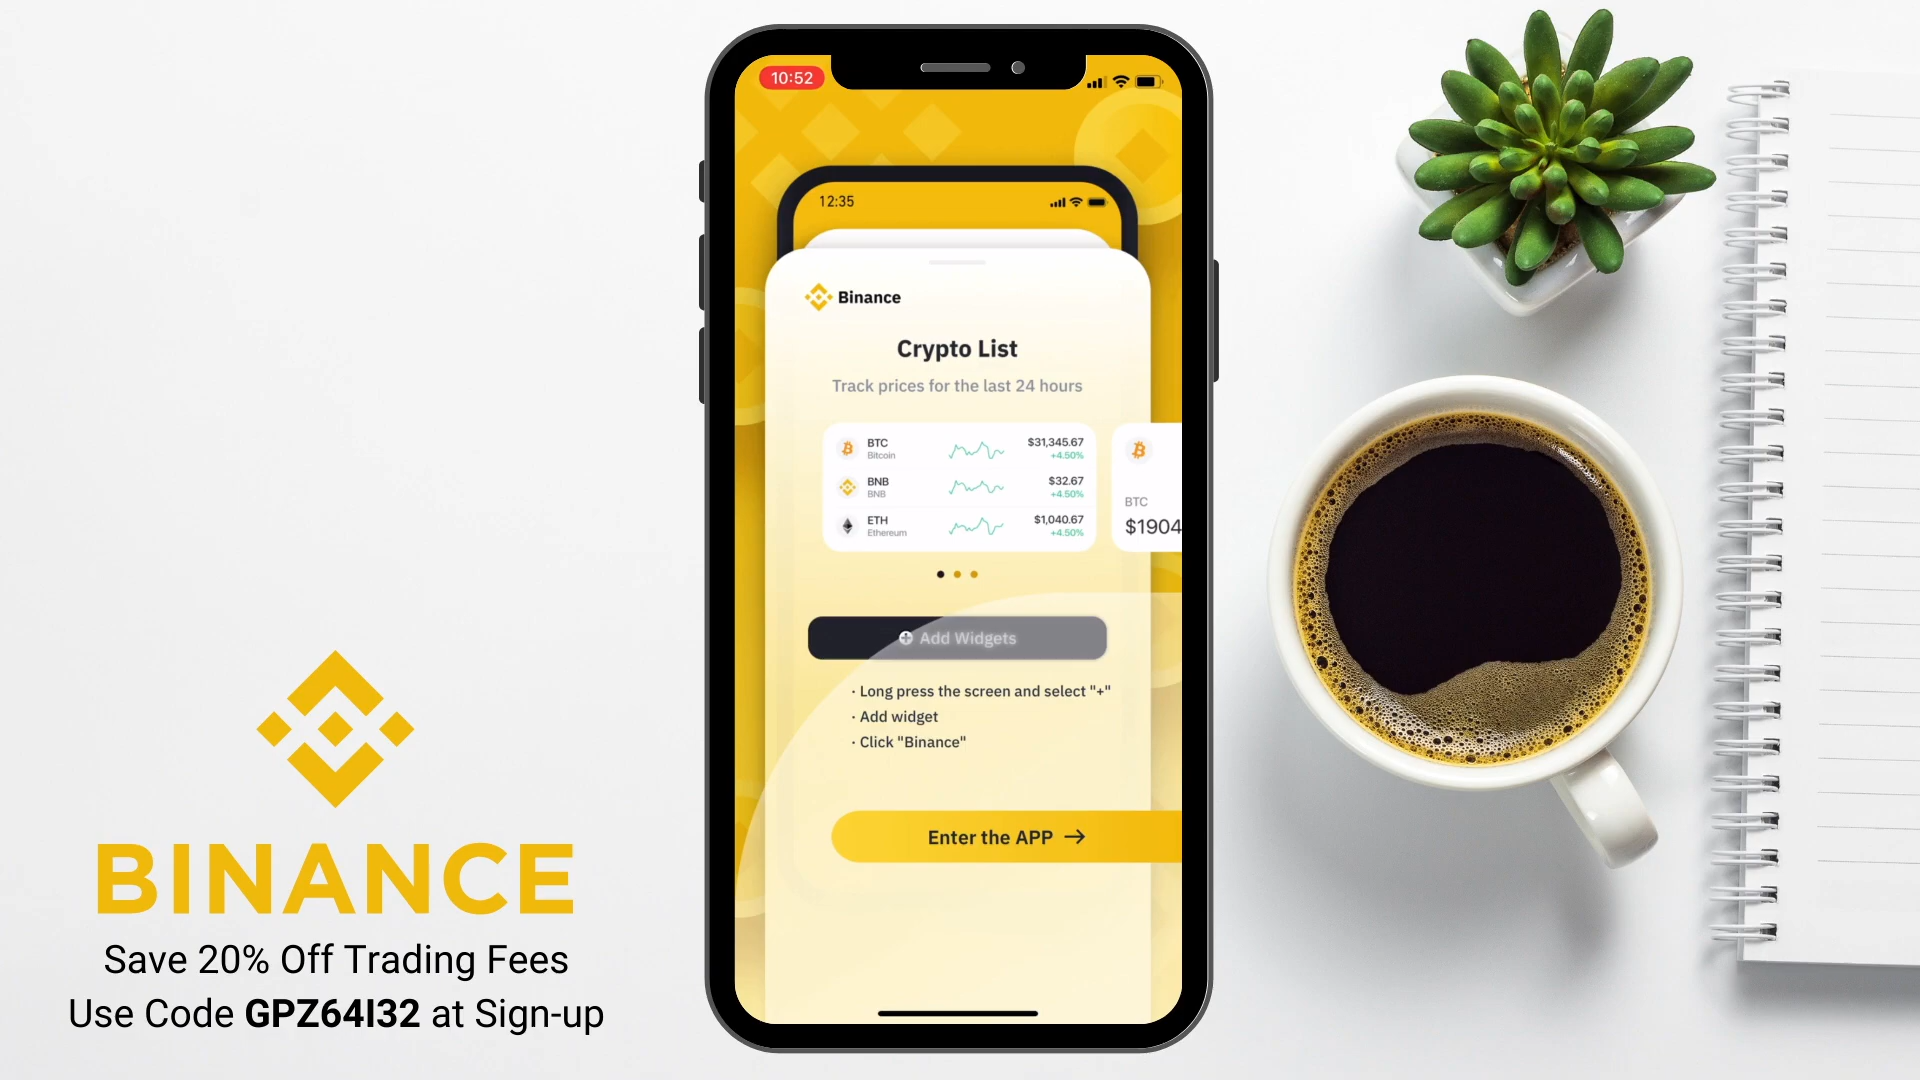 10:52
12:35
Binance
Crypto List
Track prices for the last 24 hours
BTC
Bitcoin
$31,345.67
+4.50%
BNB
BNB
$32.67
+4.50%
ETH
Ethereum
$1,040.67
+4.50%
BTC
$1904
Add Widgets
· Long press the screen and select "+"
· Add widget
· Click "Binance"
Enter the APP →
BINANCE
Save 20% Off Trading Fees
Use Code GPZ64I32 at Sign-up